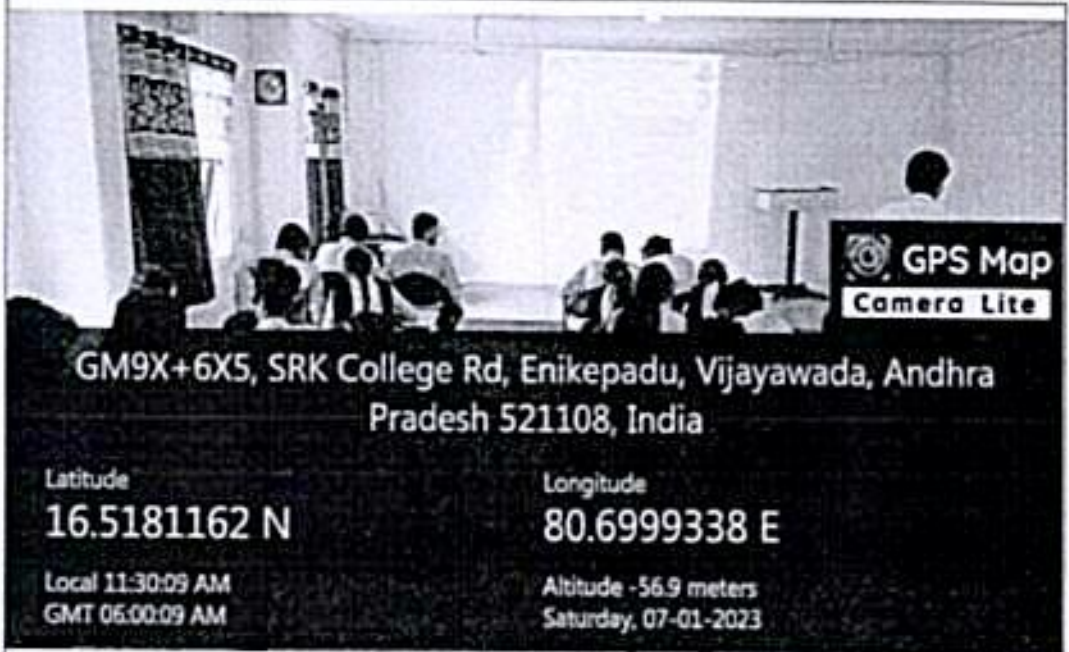 GPS Map
Camera Lite
GM9X+6X5, SRK College Rd, Enikepadu, Vijayawada, Andhra
Pradesh 521108, India
Latitude
16.5181162 N
Local 11:30:09 AM
GMT 06:00:09 AM
Longitude
80.6999338 E
Altitude -56.9 meters
Saturday, 07-01-2023